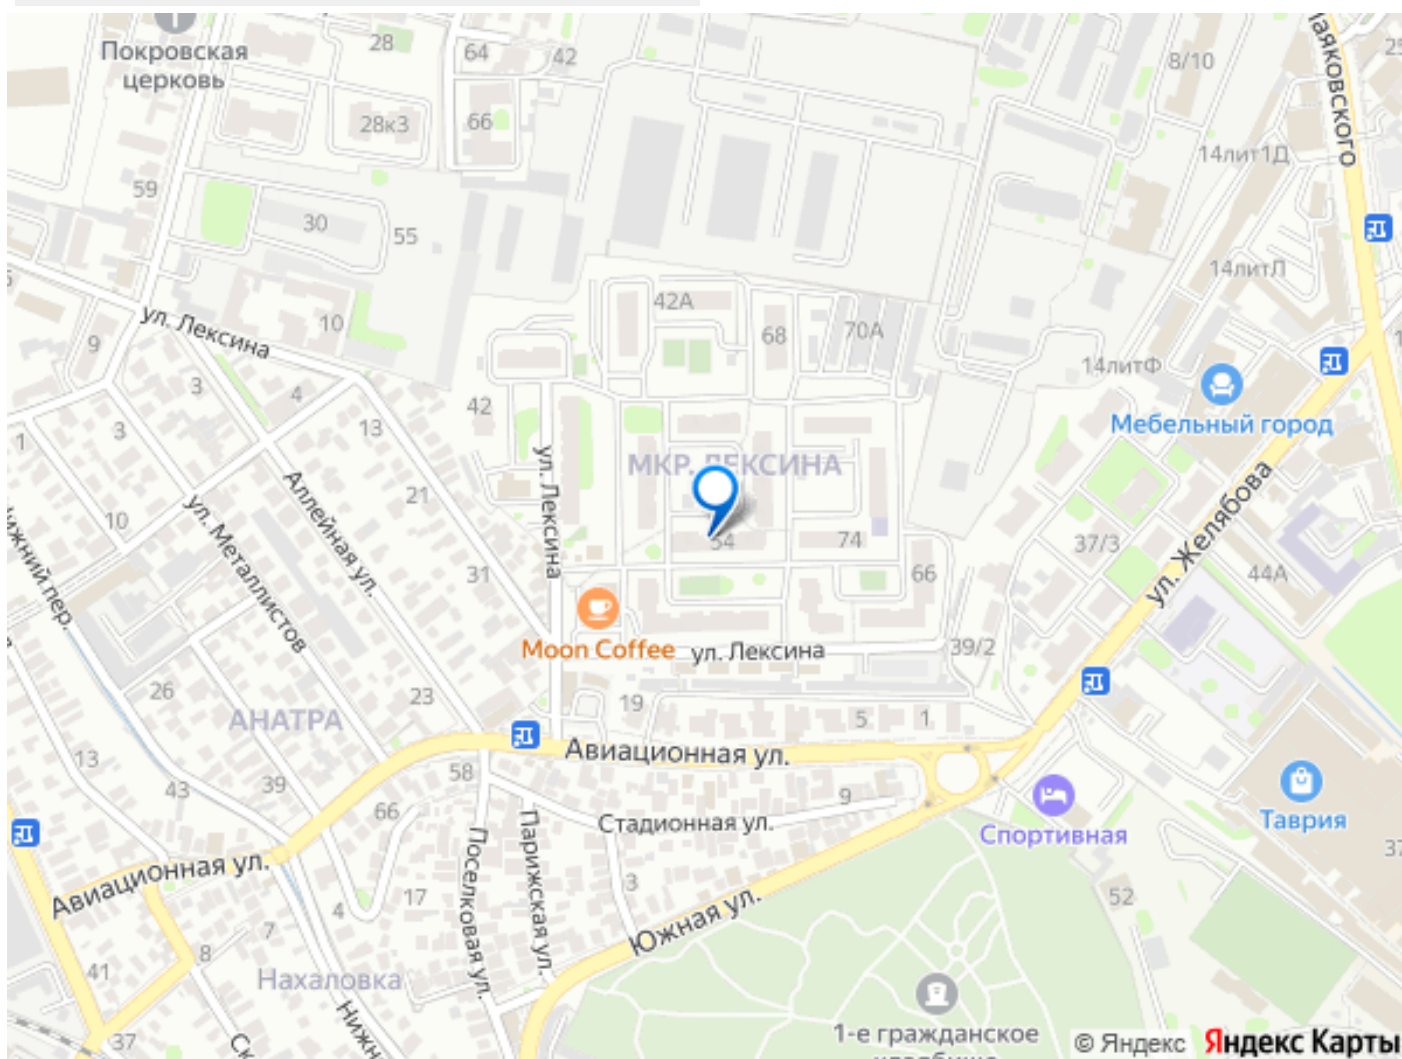 Покровская
церковь
28
64
42
8/10
25
Маяковского
28к3
66
14лит1Д
59
30
55
14литЛ
42А
68
70А
ул. Лексина
10
9
14литФ
3
4
42
13
Мебельный город
1
3
ул. Лексина
МКР. ЛЕКСИНА
21
Аллейная ул.
ул. Металлистов
10
ул. Желябова
54
74
37/3
44А
31
66
Нижний пер.
Moon Coffee
ул. Лексина
39/2
26
23
19
5
1
АНАТРА
Авиационная ул.
13
43
39
58
66
9
Стадионная ул.
Спортивная
Таврия
37
Авиационная ул.
Поселковая ул.
Парижская ул.
3
17
4
52
Южная ул.
8
7
41
Нахаловка
37
1-е гражданское
кладбище
© Яндекс Яндекс Карты